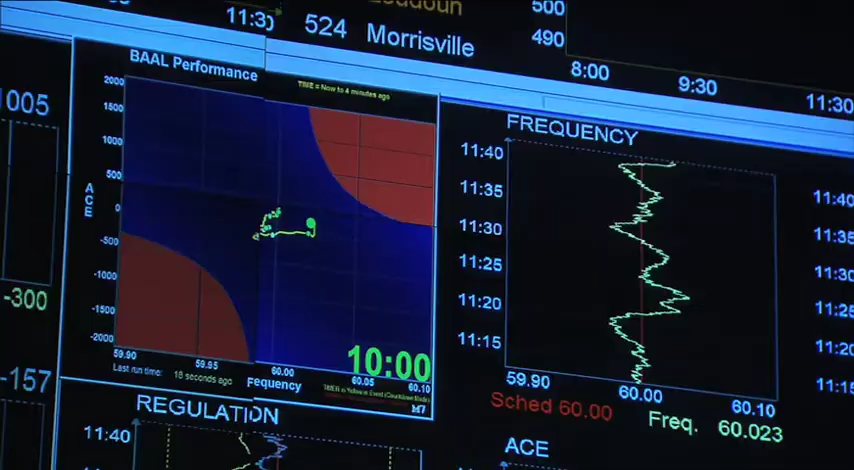 Loudoun
11:30
524 Morrisville
500
490
8:00 9:30 11:30
1005
-300
-157
BAAL Performance
TIME = Now to 4 minutes ago
2000
1500
1000
500
0
-500
-1000
-1500
-2000
ACE
59.90 59.95 60.00 60.05 60.10
10:00
Last run time: 18 seconds ago
Frequency
M7
FREQUENCY
11:40
11:35
11:30
11:25
11:20
11:15
59.90 60.00 60.10
Sched 60.00
Freq. 60.023
11:40
11:35
11:30
11:25
11:20
11:15
REGULATION
11:40
ACE